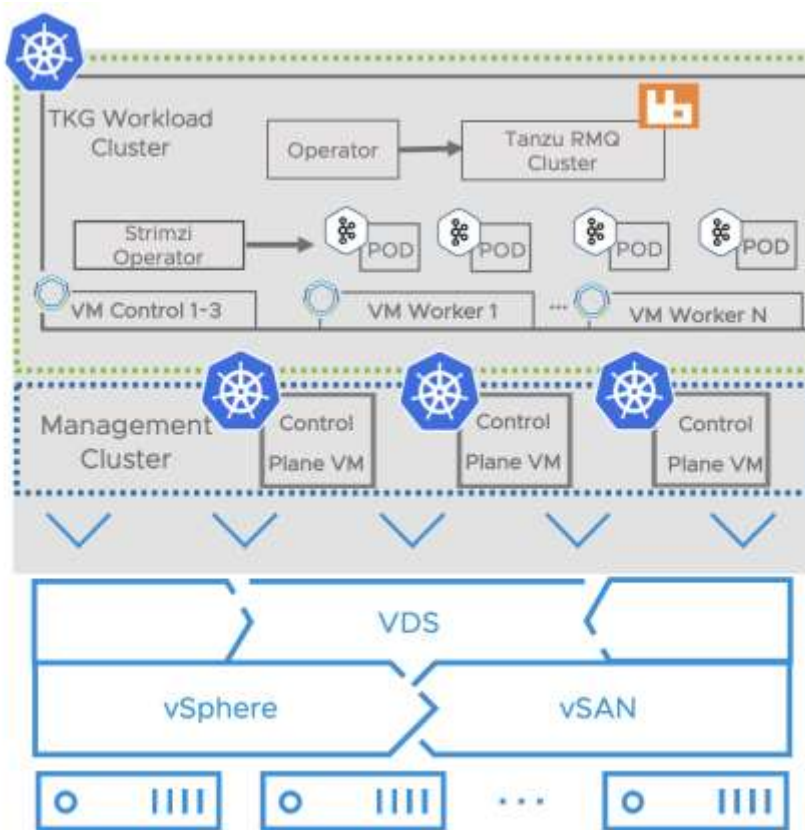 TKG Workload
Cluster
Operator
Tanzu RMQ
Cluster
Strimzi
Operator
POD
POD
POD
POD
VM Control 1-3
VM Worker 1
...
VM Worker N
Management
Cluster
Control
Plane VM
Control
Plane VM
Control
Plane VM
VDS
vSphere
vSAN
...